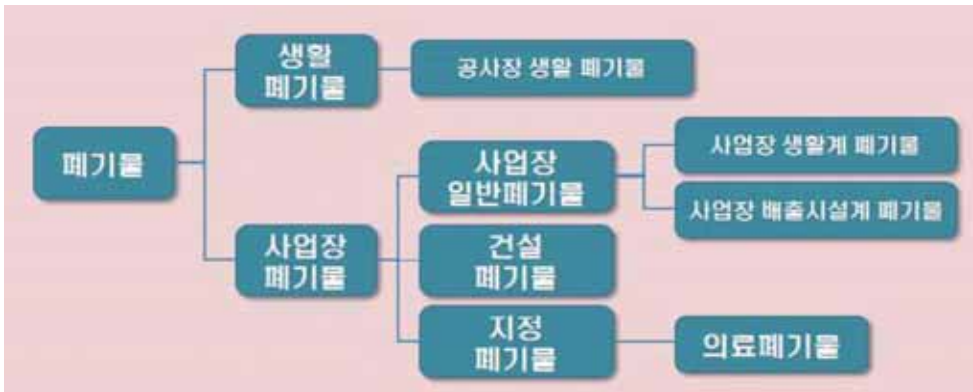 폐기물
생활
폐기물
공사장 생활 폐기물
사업장
폐기물
사업장
일반폐기물
사업장 생활계 폐기물
사업장 배출시설계 폐기물
건설
폐기물
지정
폐기물
의료폐기물